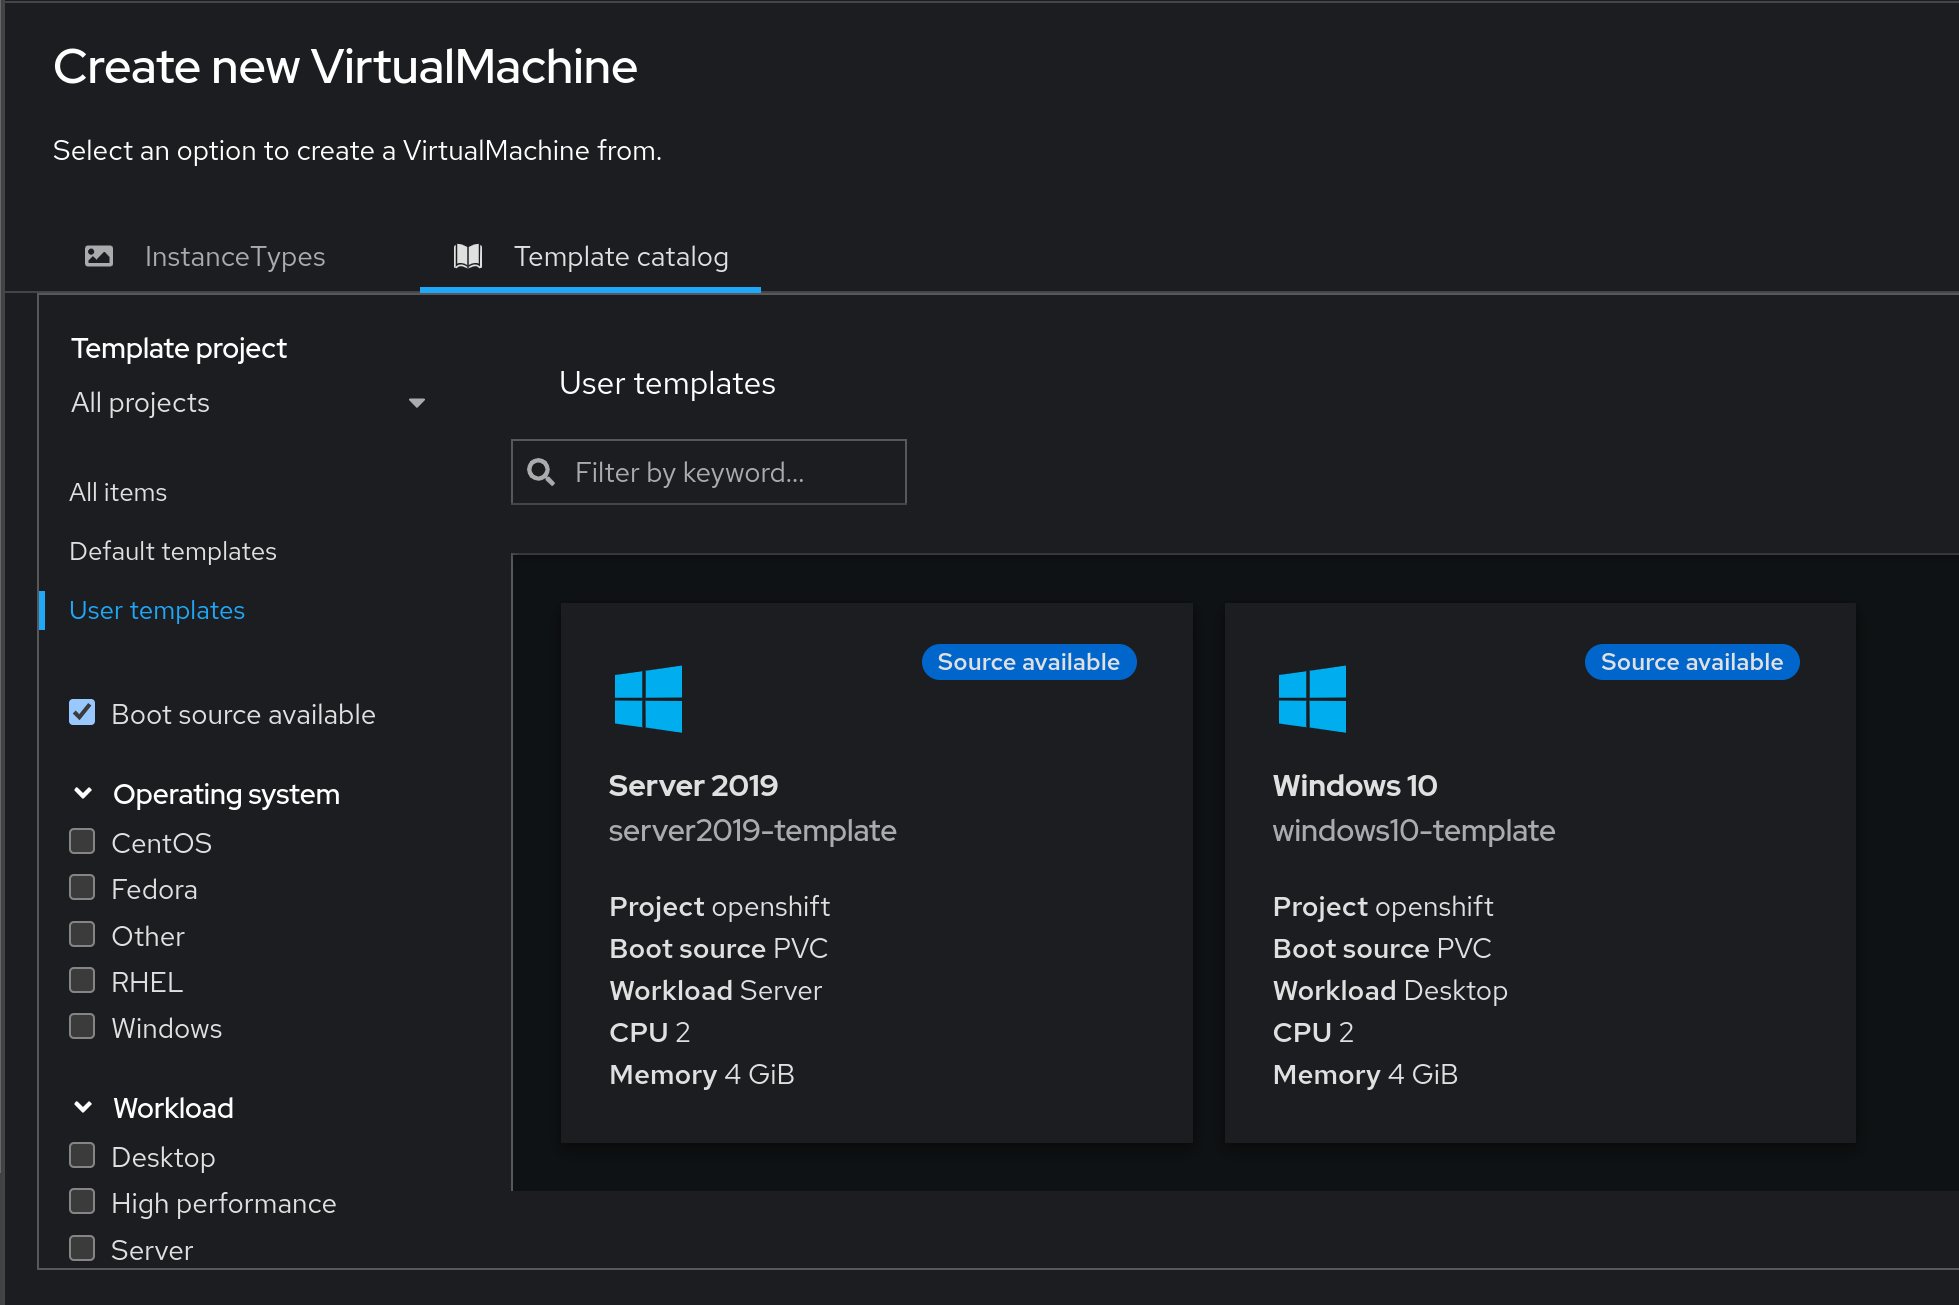 Create new VirtualMachine
Select an option to create a VirtualMachine from.
InstanceTypes
Template catalog
Template project
All projects
All items
Default templates
User templates
Boot source available
Operating system
CentOS
Fedora
Other
RHEL
Windows
Workload
Desktop
High performance
Server
User templates
Filter by keyword...
Source available
Server 2019
server2019-template
Project openshift
Boot source PVC
Workload Server
CPU 2
Memory 4 GiB
Source available
Windows 10
windows10-template
Project openshift
Boot source PVC
Workload Desktop
CPU 2
Memory 4 GiB